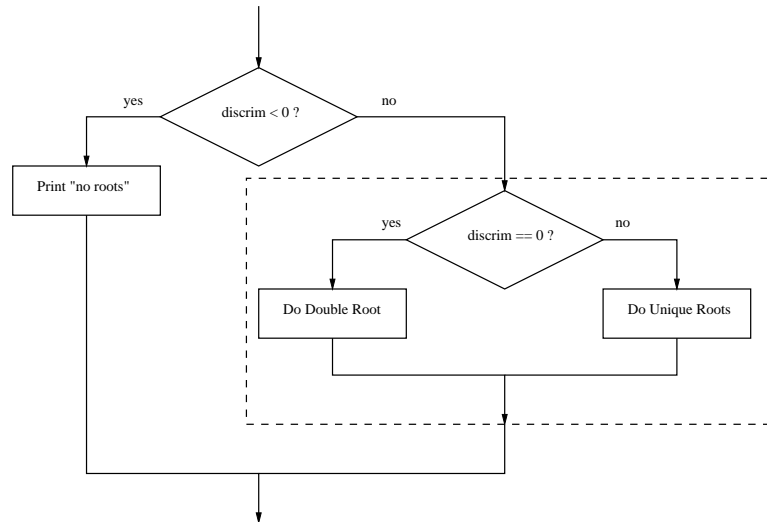 yes
no
discrim < 0 ?
Print "no roots"
yes
no
discrim == 0 ?
Do Double Root
Do Unique Roots